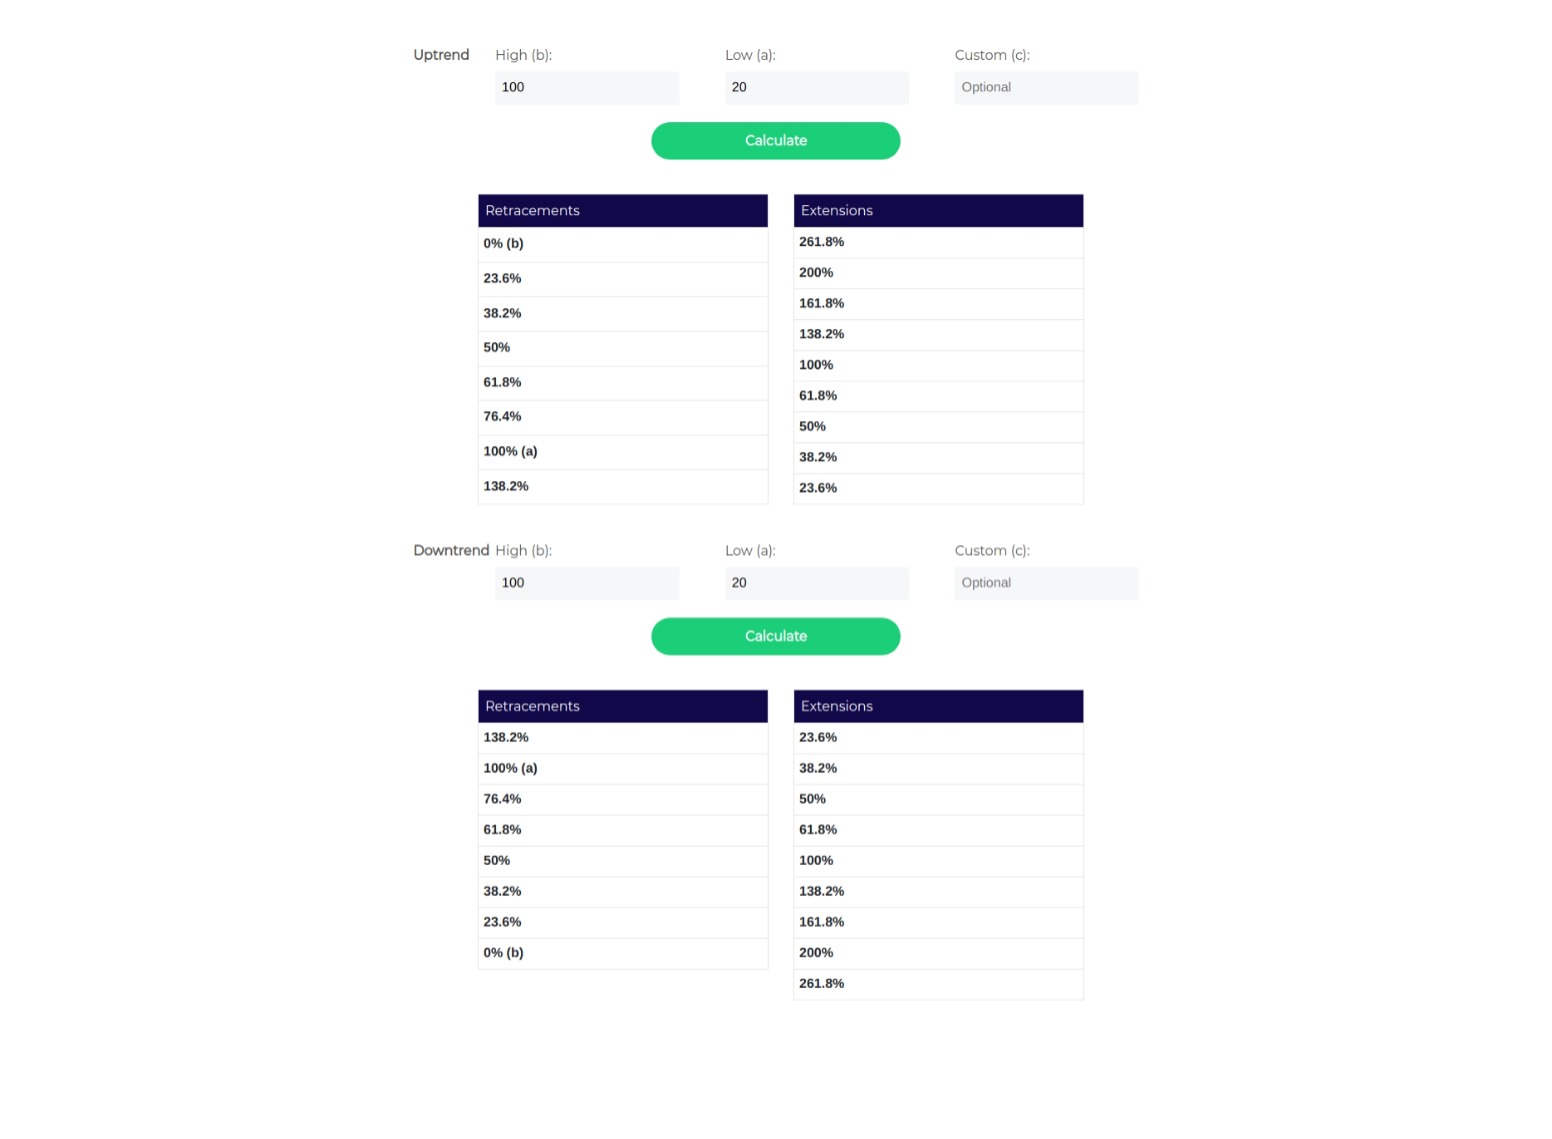 Uptrend High (b): Low (a): Custom (c):
100 20 Optional
Calculate
Retracements Extensions
0% (b) 261.8%
23.6% 200%
38.2% 161.8%
50% 138.2%
61.8% 100%
76.4% 61.8%
100% (a) 50%
138.2% 38.2%
23.6%
Downtrend High (b): Low (a): Custom (c):
100 20 Optional
Calculate
Retracements Extensions
138.2% 23.6%
100% (a) 38.2%
76.4% 50%
61.8% 61.8%
50% 100%
38.2% 138.2%
23.6% 161.8%
0% (b) 200%
261.8%